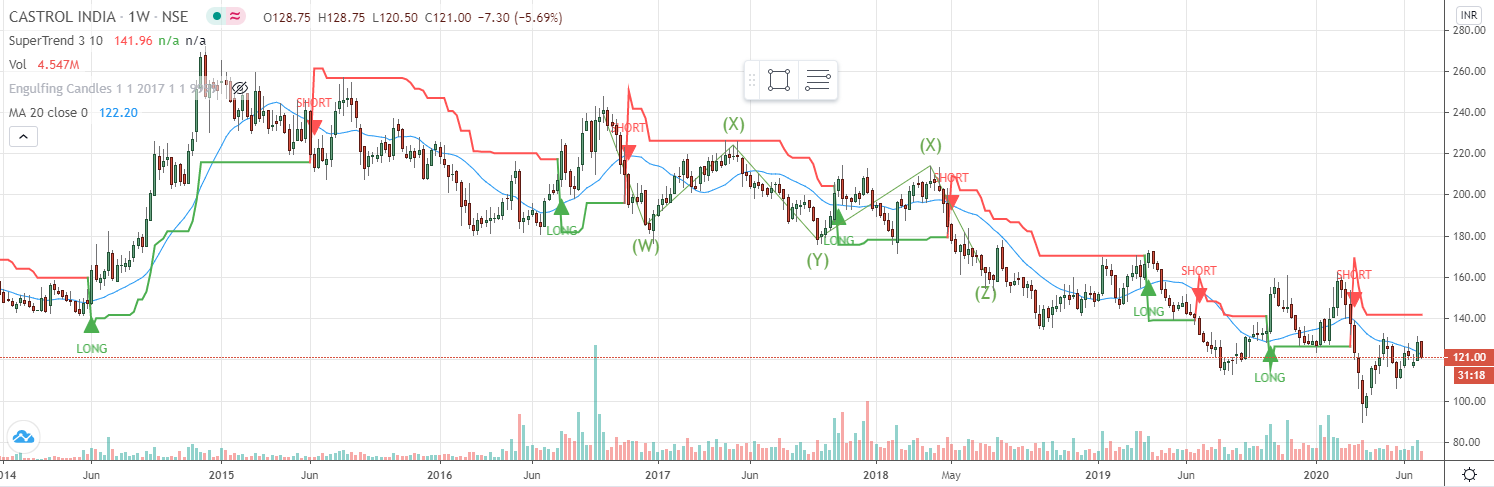 CASTROL INDIA · 1W · NSE O128.75 H128.75 L120.50 C121.00 −7.30 (−5.69%)
SuperTrend 3 10 141.96 n/a n/a
Vol 4.547M
Engulfing Candles 1 1 2017 1 1
MA 20 close 0 122.20
INR
280.00
260.00
240.00
220.00
200.00
180.00
160.00
140.00
121.00
31:18
100.00
80.00
SHORT
SHORT
(X)
(X)
SHORT
LONG
(W)
LONG
(Y)
SHORT
SHORT
(Z)
LONG
LONG
LONG
2014 Jun 2015 Jun 2016 Jun 2017 Jun 2018 May 2019 Jun 2020 Jun